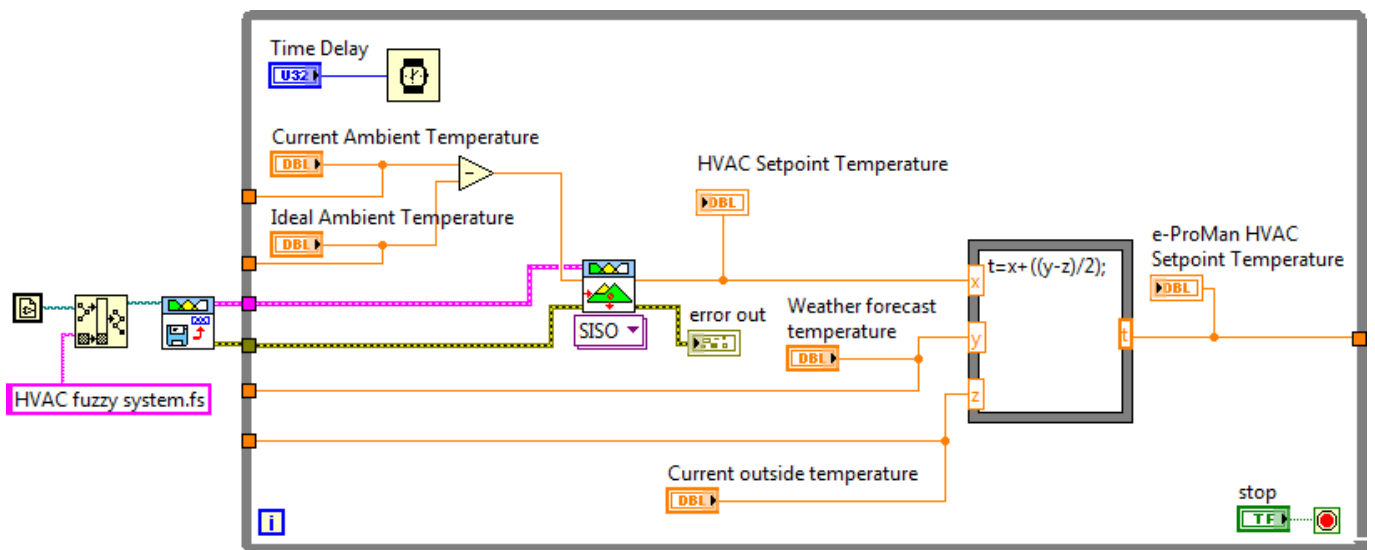 Time Delay
U32
Current Ambient Temperature
DBL
Ideal Ambient Temperature
DBL
HVAC Setpoint Temperature
DBL
e-ProMan HVAC
Setpoint Temperature
DBL
t=x+((y-z)/2);
x
y
z
t
Weather forecast
temperature
DBL
SISO
error out
HVAC fuzzy system.fs
Current outside temperature
DBL
stop
TF
i